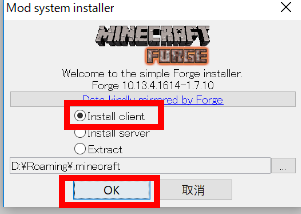 Mod system installer
MINECRAFT
FORGE
Welcome to the simple Forge installer.
Forge 10.13.4.1614-1.7.10
Data kindly mirrored by Forge
Install client
Install server
Extract
D:¥Roaming¥.minecraft
...
OK
取消